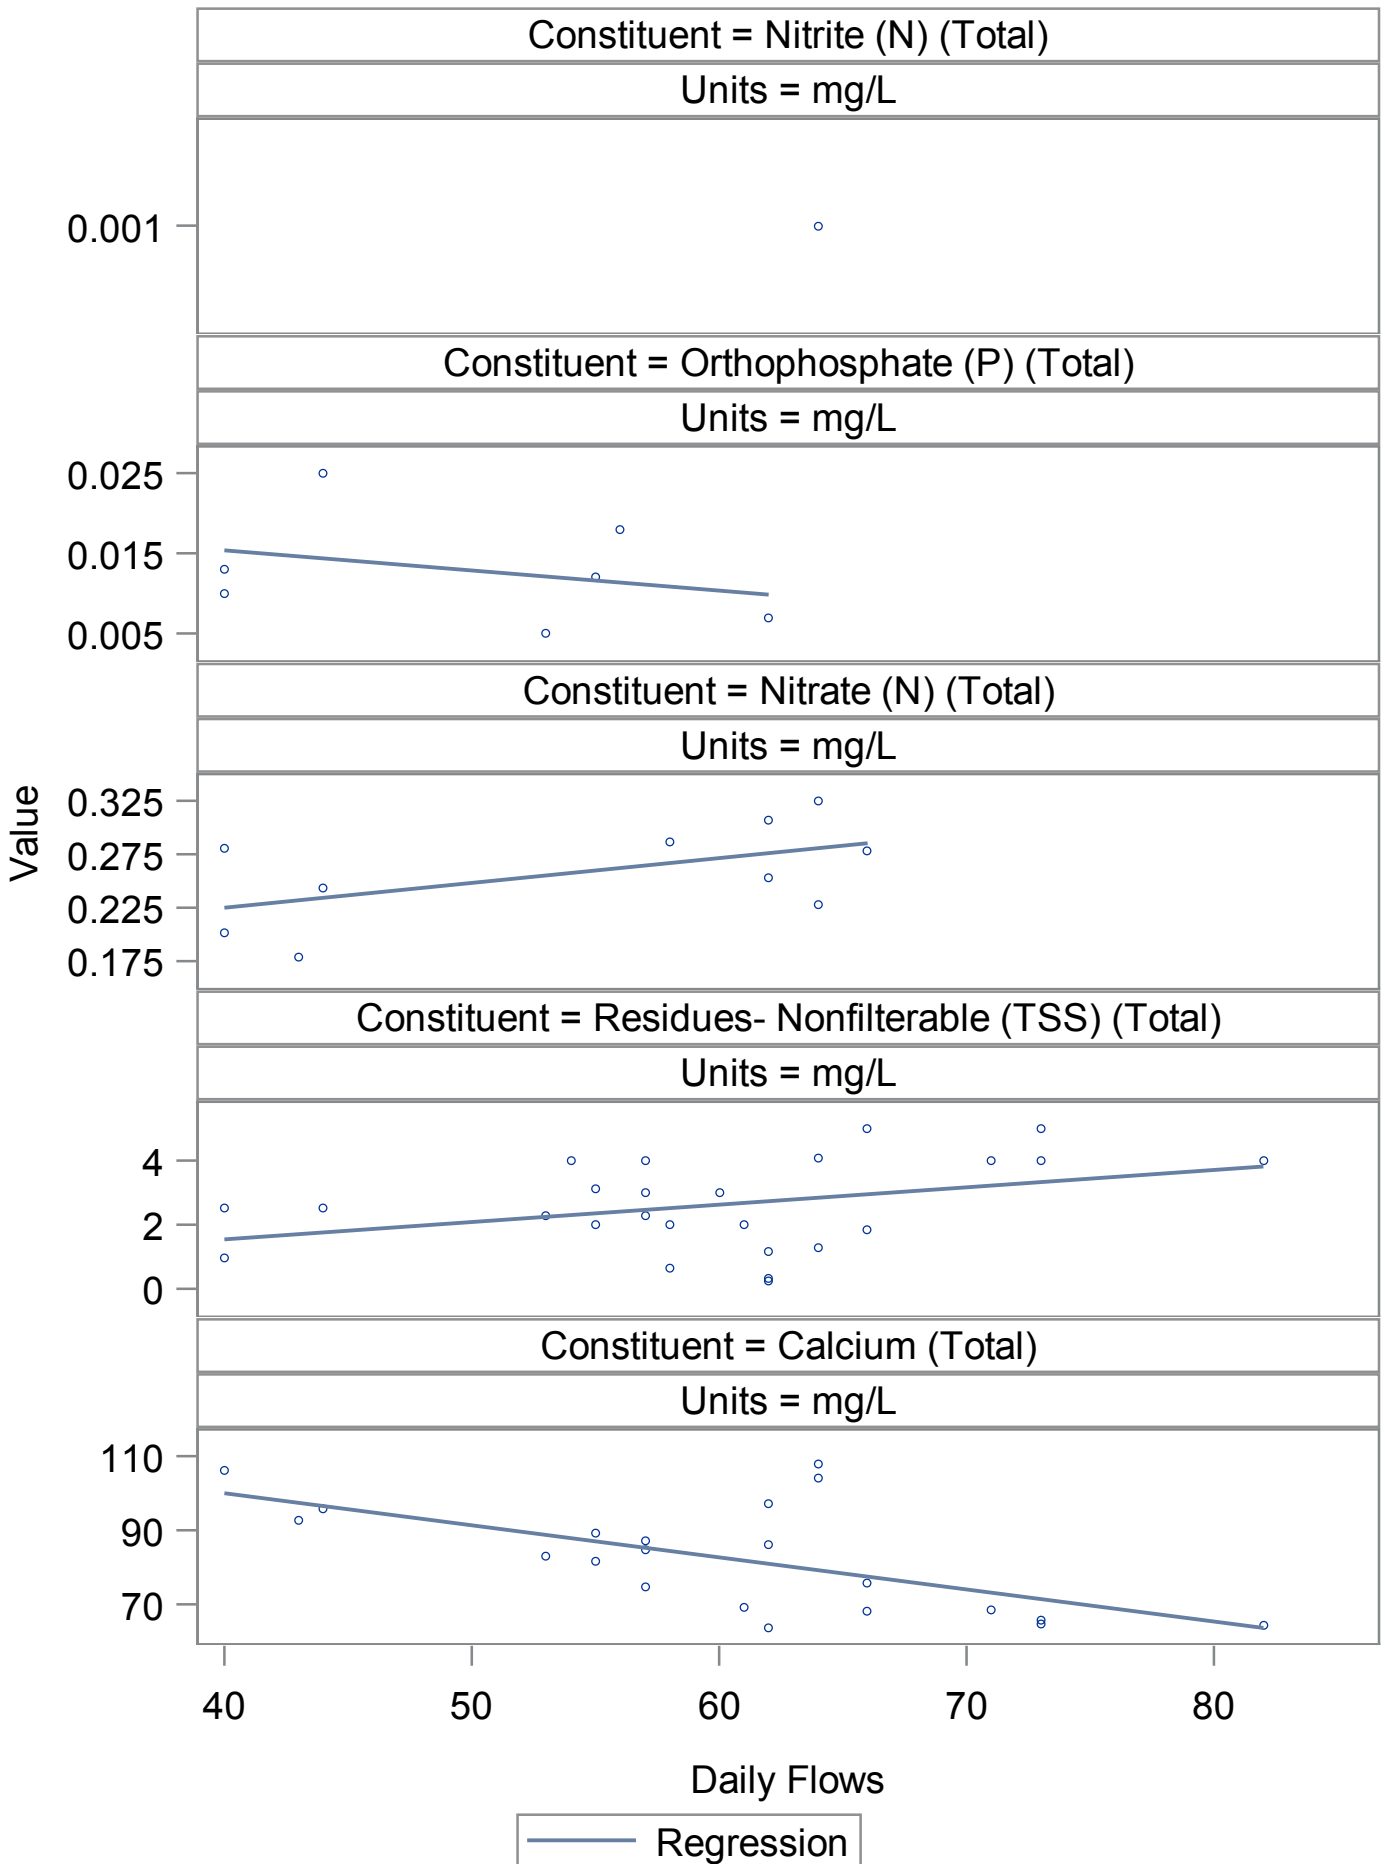 Constituent = Nitrite (N) (Total)
Units = mg/L
0.001
Constituent = Orthophosphate (P) (Total)
Units = mg/L
0.025
0.015
0.005
Constituent = Nitrate (N) (Total)
Units = mg/L
Value
0.325
0.275
0.225
0.175
Constituent = Residues- Nonfilterable (TSS) (Total)
Units = mg/L
4
2
0
Constituent = Calcium (Total)
Units = mg/L
110
90
70
40 50 60 70 80
Daily Flows
Regression